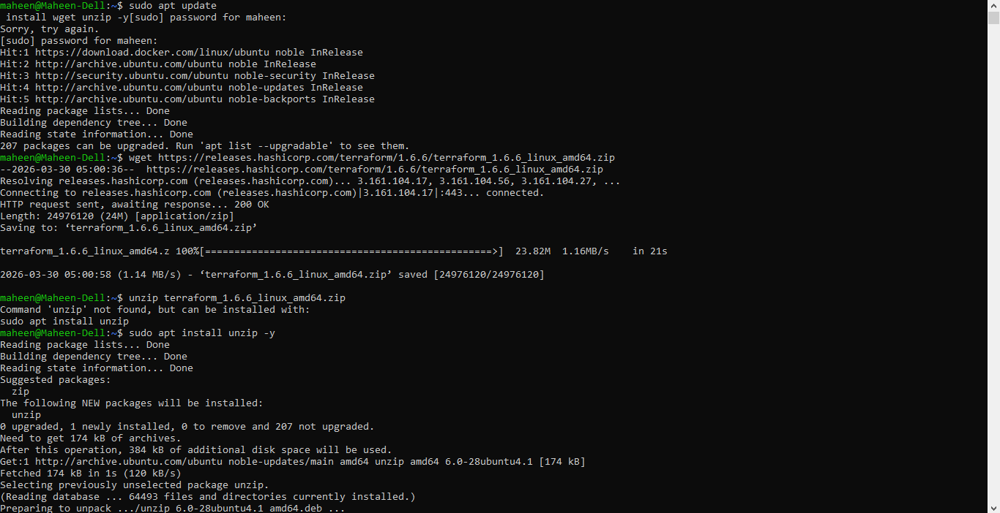 maheen@Maheen-Dell:~$ sudo apt update
 install wget unzip -y[sudo] password for maheen:
Sorry, try again.
[sudo] password for maheen:
Hit:1 https://download.docker.com/linux/ubuntu noble InRelease
Hit:2 http://archive.ubuntu.com/ubuntu noble InRelease
Hit:3 http://security.ubuntu.com/ubuntu noble-security InRelease
Hit:4 http://archive.ubuntu.com/ubuntu noble-updates InRelease
Hit:5 http://archive.ubuntu.com/ubuntu noble-backports InRelease
Reading package lists... Done
Building dependency tree... Done
Reading state information... Done
207 packages can be upgraded. Run 'apt list --upgradable' to see them.
maheen@Maheen-Dell:~$ wget https://releases.hashicorp.com/terraform/1.6.6/terraform_1.6.6_linux_amd64.zip
--2026-03-30 05:00:36--  https://releases.hashicorp.com/terraform/1.6.6/terraform_1.6.6_linux_amd64.zip
Resolving releases.hashicorp.com (releases.hashicorp.com)... 3.161.104.17, 3.161.104.56, 3.161.104.27, ...
Connecting to releases.hashicorp.com (releases.hashicorp.com)|3.161.104.17|:443... connected.
HTTP request sent, awaiting response... 200 OK
Length: 24976120 (24M) [application/zip]
Saving to: ‘terraform_1.6.6_linux_amd64.zip’

terraform_1.6.6_linux_amd64.z 100%[=================================================>]  23.82M  1.16MB/s    in 21s

2026-03-30 05:00:58 (1.14 MB/s) - ‘terraform_1.6.6_linux_amd64.zip’ saved [24976120/24976120]

maheen@Maheen-Dell:~$ unzip terraform_1.6.6_linux_amd64.zip
Command 'unzip' not found, but can be installed with:
sudo apt install unzip
maheen@Maheen-Dell:~$ sudo apt install unzip -y
Reading package lists... Done
Building dependency tree... Done
Reading state information... Done
Suggested packages:
  zip
The following NEW packages will be installed:
  unzip
0 upgraded, 1 newly installed, 0 to remove and 207 not upgraded.
Need to get 174 kB of archives.
After this operation, 384 kB of additional disk space will be used.
Get:1 http://archive.ubuntu.com/ubuntu noble-updates/main amd64 unzip amd64 6.0-28ubuntu4.1 [174 kB]
Fetched 174 kB in 1s (120 kB/s)
Selecting previously unselected package unzip.
(Reading database ... 64493 files and directories currently installed.)
Preparing to unpack .../unzip_6.0-28ubuntu4.1_amd64.deb ...